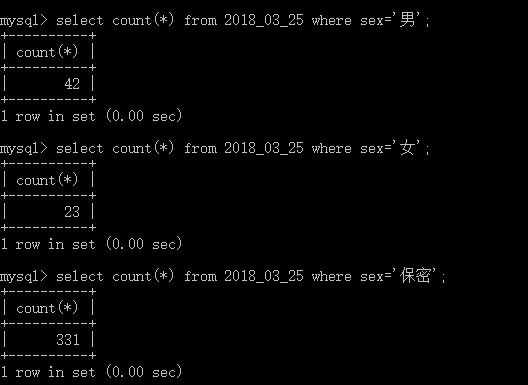 mysql> select count(*) from 2018_03_25 where sex='男';
+----------+
| count(*) |
+----------+
|       42 |
+----------+
1 row in set (0.00 sec)
mysql> select count(*) from 2018_03_25 where sex='女';
+----------+
| count(*) |
+----------+
|       23 |
+----------+
1 row in set (0.00 sec)
mysql> select count(*) from 2018_03_25 where sex='保密';
+----------+
| count(*) |
+----------+
|      331 |
+----------+
1 row in set (0.00 sec)